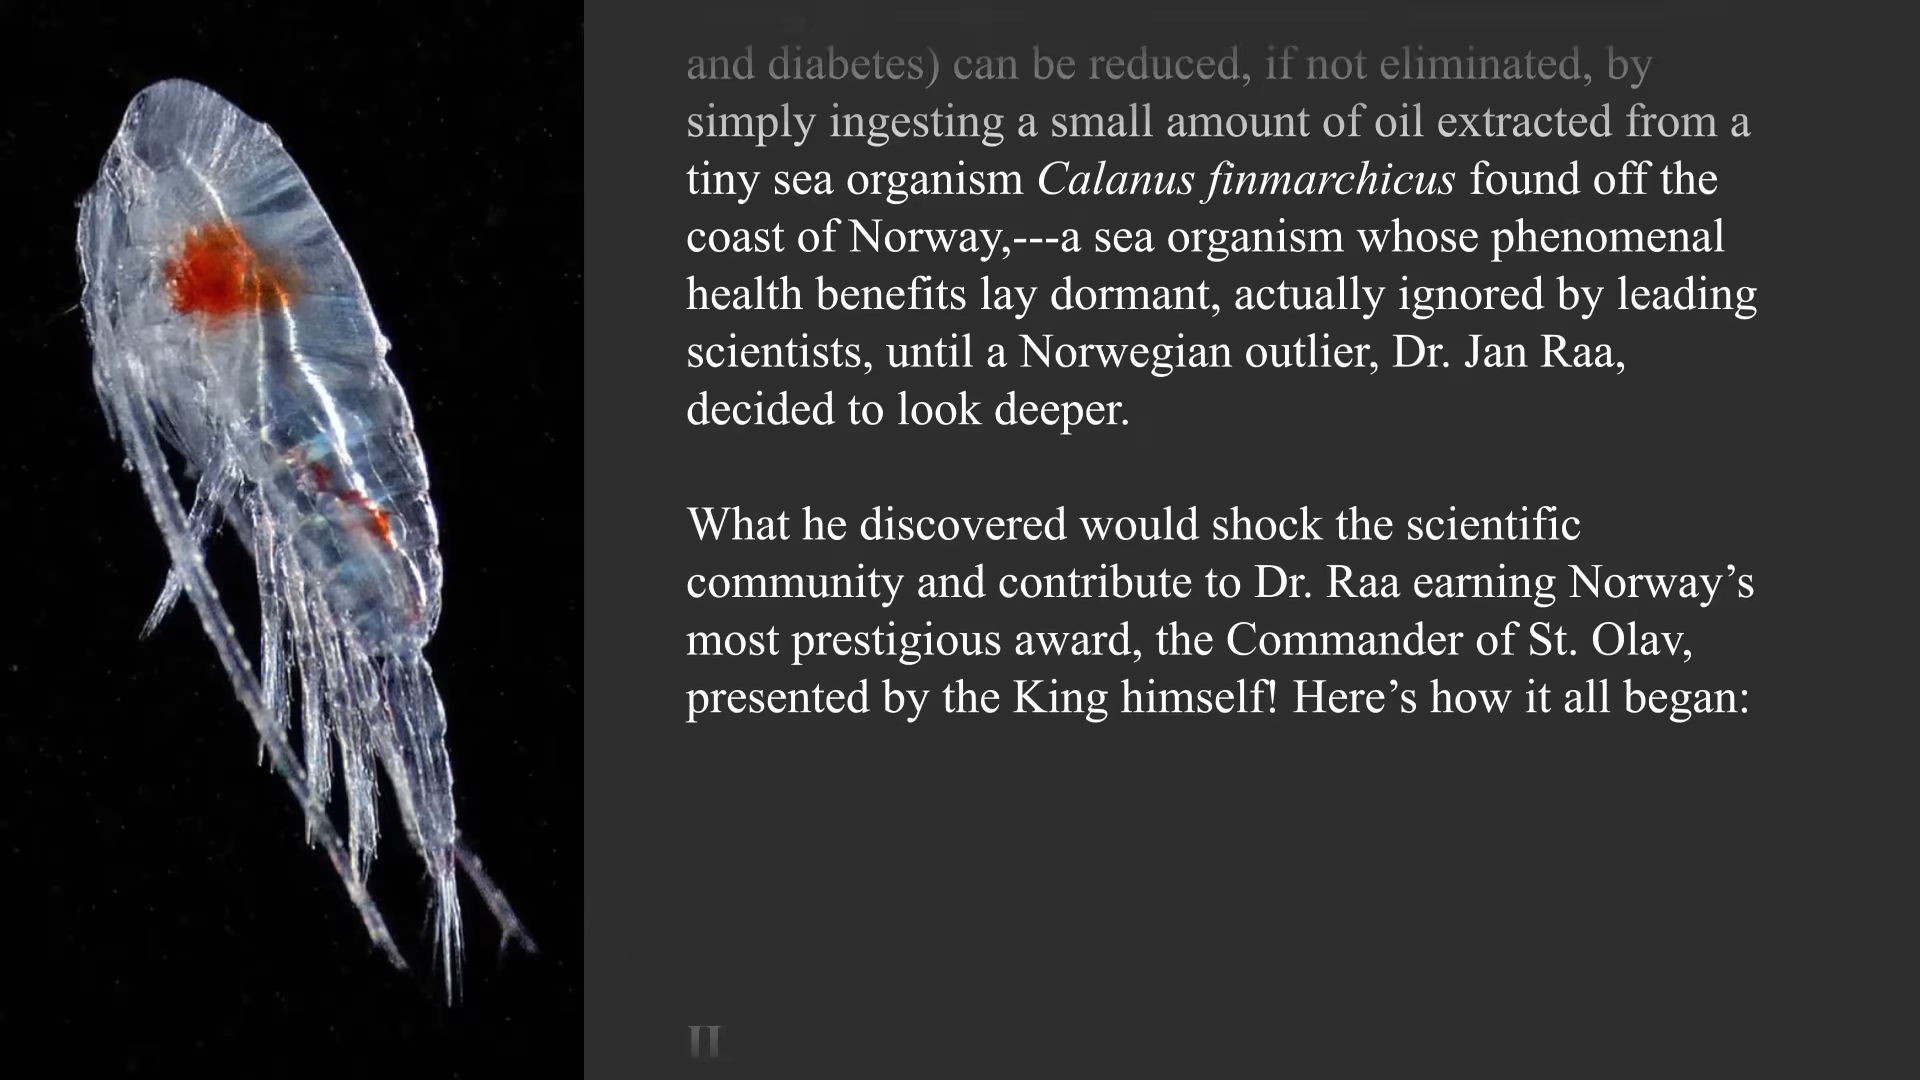 and diabetes) can be reduced, if not eliminated, by
simply ingesting a small amount of oil extracted from a
tiny sea organism Calanus finmarchicus found off the
coast of Norway,---a sea organism whose phenomenal
health benefits lay dormant, actually ignored by leading
scientists, until a Norwegian outlier, Dr. Jan Raa,
decided to look deeper.
What he discovered would shock the scientific
community and contribute to Dr. Raa earning Norway’s
most prestigious award, the Commander of St. Olav,
presented by the King himself! Here’s how it all began:
II